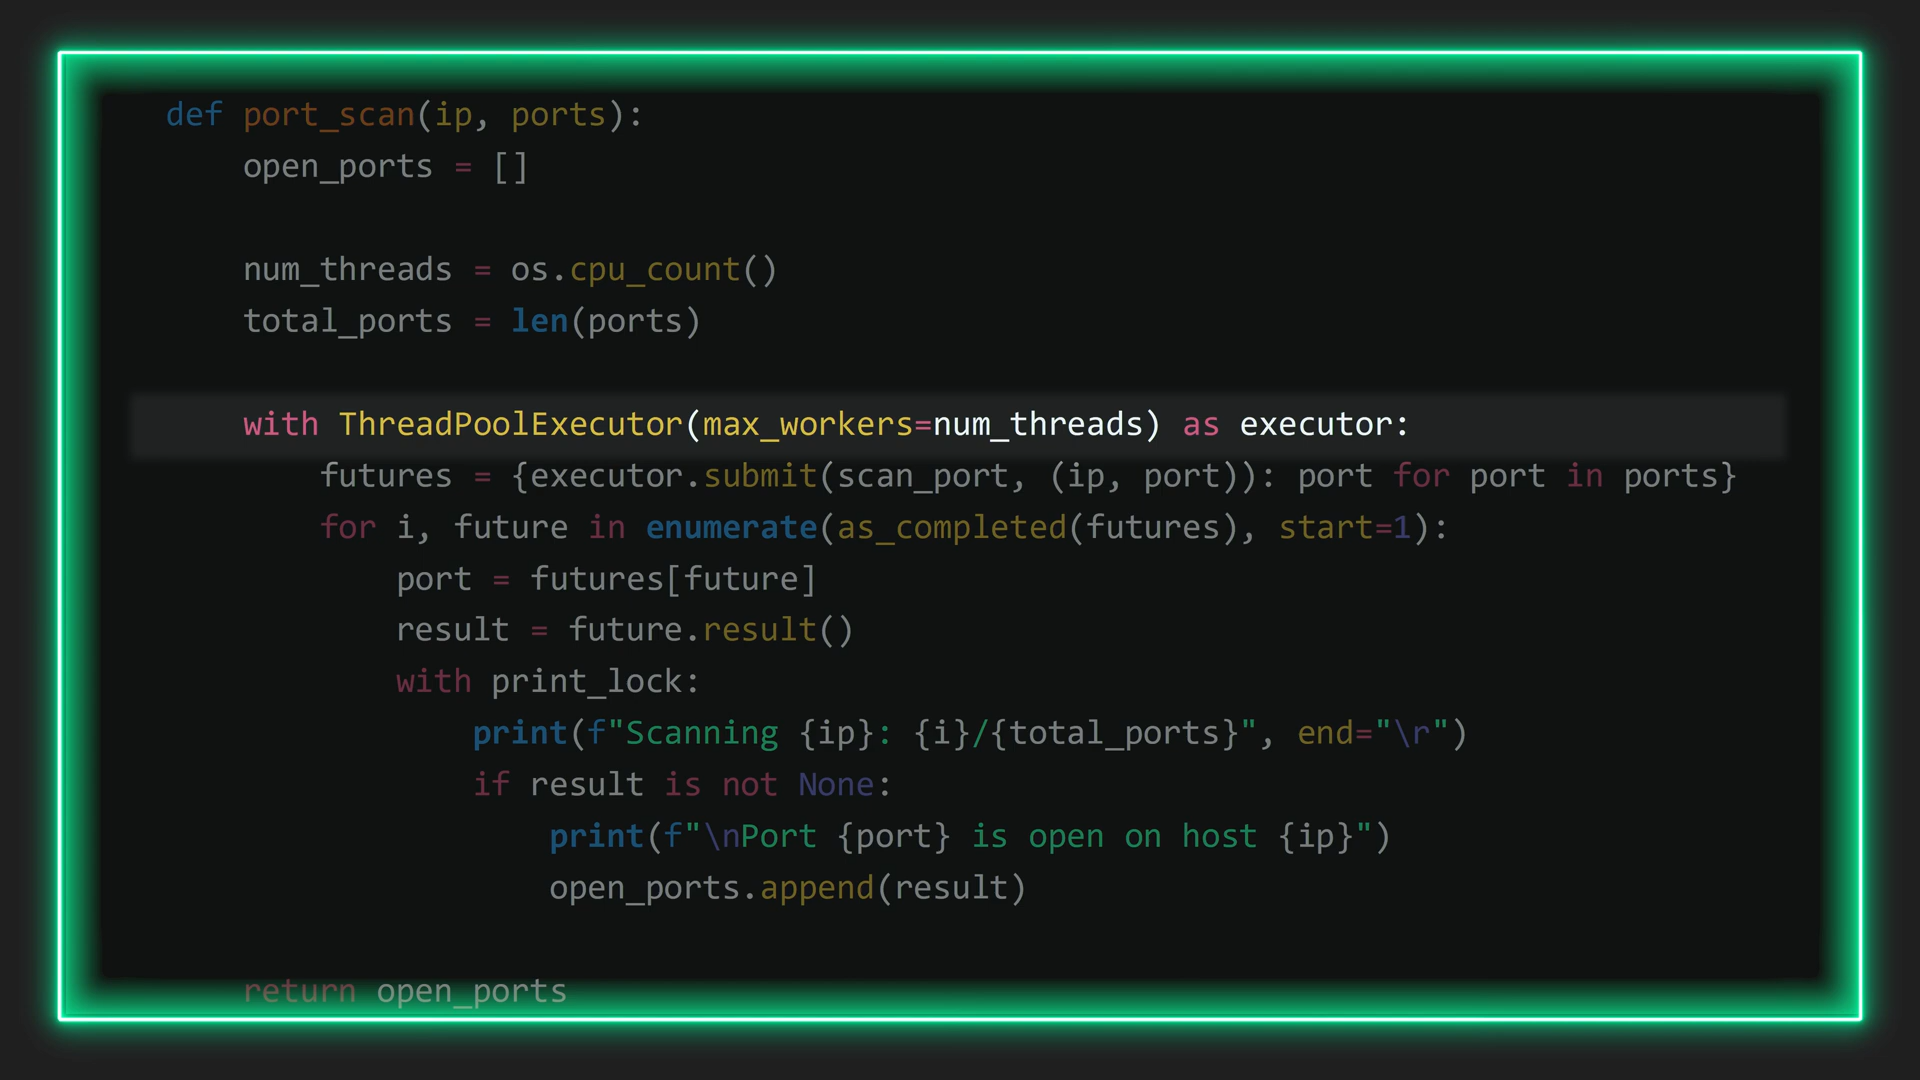 def port_scan(ip, ports):
    open_ports = []

    num_threads = os.cpu_count()
    total_ports = len(ports)

    with ThreadPoolExecutor(max_workers=num_threads) as executor:
        futures = {executor.submit(scan_port, (ip, port)): port for port in ports}
        for i, future in enumerate(as_completed(futures), start=1):
            port = futures[future]
            result = future.result()
            with print_lock:
                print(f"Scanning {ip}: {i}/{total_ports}", end="\r")
                if result is not None:
                    print(f"\nPort {port} is open on host {ip}")
                    open_ports.append(result)

    return open_ports